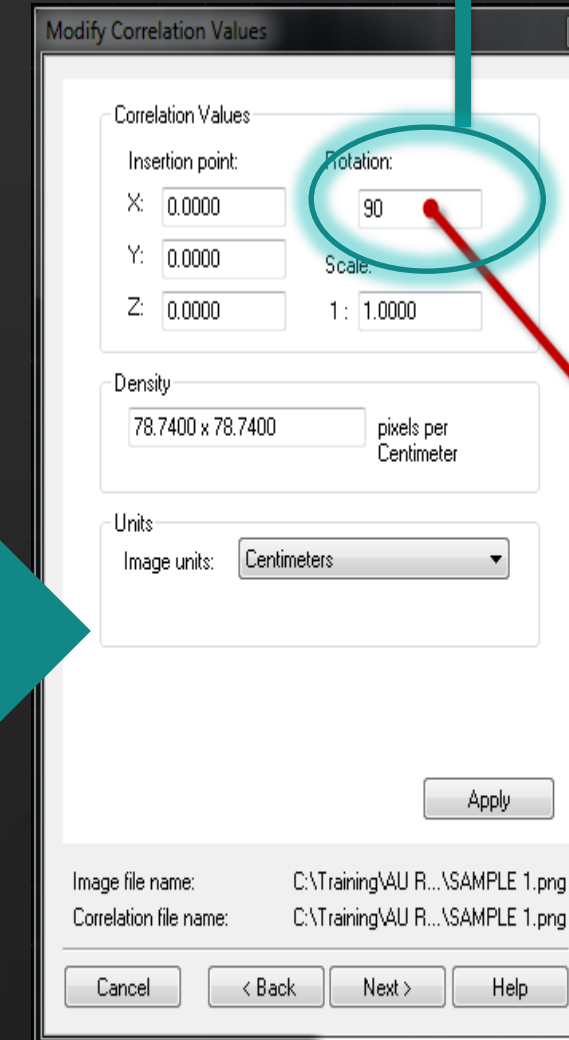 Modify Correlation Values
Correlation Values
Insertion point: Rotation:
X: 0.0000 90
Y: 0.0000 Scale:
Z: 0.0000 1 : 1.0000
Density
78.7400 x 78.7400 pixels per
Centimeter
Units
Image units: Centimeters
Apply
Image file name: C:\Training\AU R...\SAMPLE 1.png
Correlation file name: C:\Training\AU R...\SAMPLE 1.png
Cancel < Back Next > Help